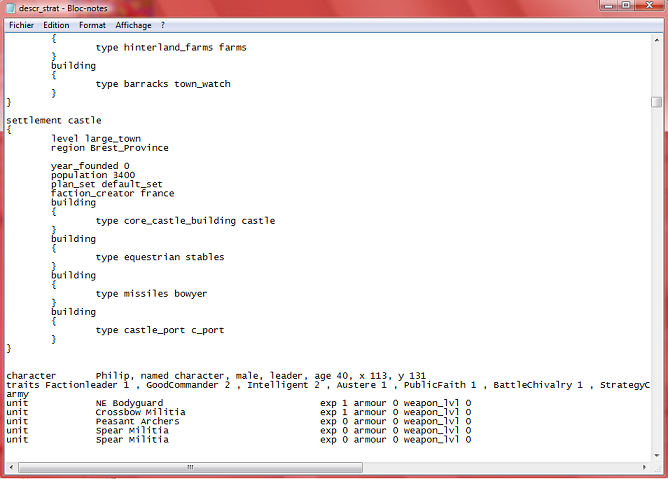 descr_strat - Bloc-notes
Fichier Edition Format Affichage ?
{
type hinterland_farms farms
}
building
{
type barracks town_watch
}
}
settlement castle
{
level large_town
region Brest_Province
year_founded 0
population 3400
plan_set default_set
faction_creator france
building
{
type core_castle_building castle
}
building
{
type equestrian stables
}
building
{
type missiles bowyer
}
building
{
type castle_port c_port
}
}
character Philip, named character, male, leader, age 40, x 113, y 131
traits Factionleader 1 , GoodCommander 2 , Intelligent 2 , Austere 1 , PublicFaith 1 , BattleChivalry 1 , StrategyC
army
unit NE Bodyguard exp 1 armour 0 weapon_lvl 0
unit Crossbow Militia exp 1 armour 0 weapon_lvl 0
unit Peasant Archers exp 0 armour 0 weapon_lvl 0
unit Spear Militia exp 0 armour 0 weapon_lvl 0
unit Spear Militia exp 0 armour 0 weapon_lvl 0